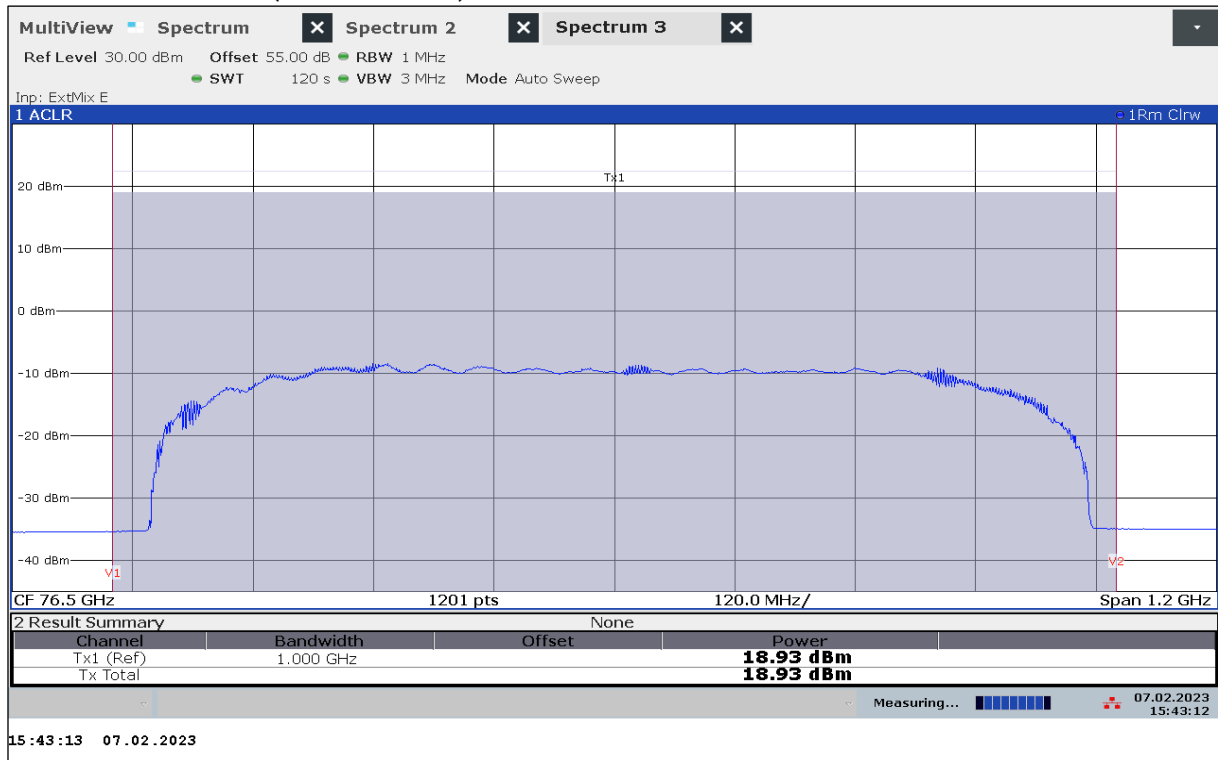 MultiView Spectrum X Spectrum 2 X Spectrum 3 X
Ref Level 30.00 dBm Offset 55.00 dB RBW 1 MHz
SWT 120 s VBW 3 MHz Mode Auto Sweep
Inp: ExtMix E
1 ACLR 1Rm Clrw
Tx1
20 dBm
10 dBm
0 dBm
-10 dBm
-20 dBm
-30 dBm
-40 dBm
V1 V2
CF 76.5 GHz 1201 pts 120.0 MHz/ Span 1.2 GHz
2 Result Summary None
Channel Bandwidth Offset Power
Tx1 (Ref) 1.000 GHz 18.93 dBm
Tx Total 18.93 dBm
Measuring... 07.02.2023
15:43:12
15:43:13 07.02.2023